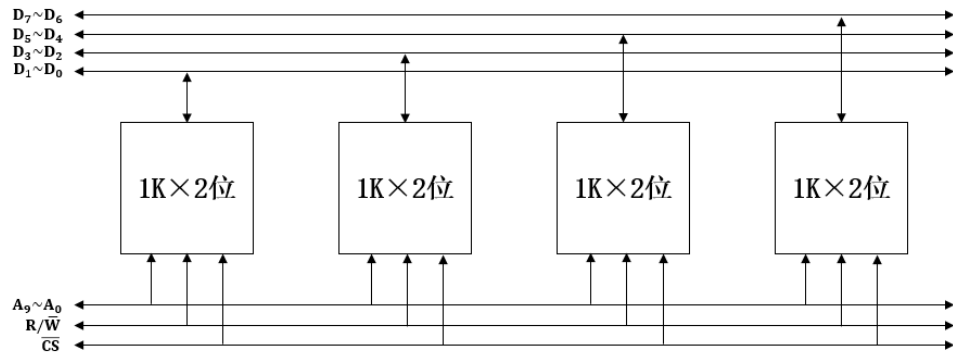 D₇~D₆
D₅~D₄
D₃~D₂
D₁~D₀
1K×2位
1K×2位
1K×2位
1K×2位
A₉~A₀
R/W̅
C̅S̅